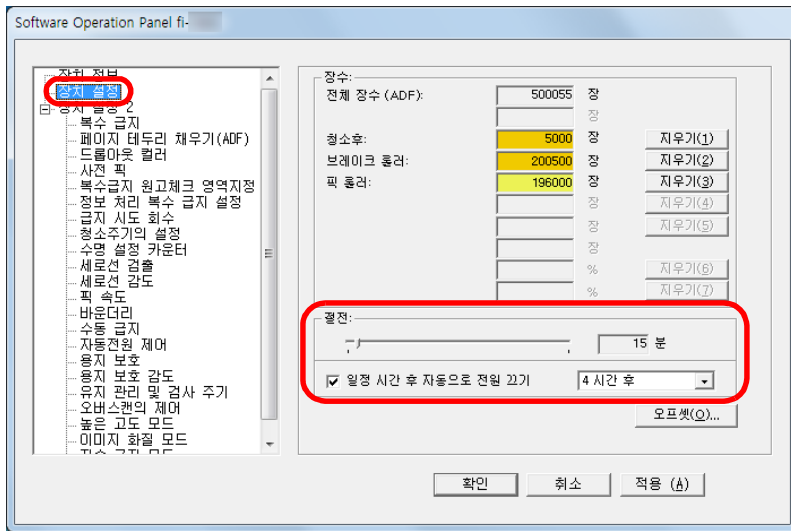 Software Operation Panel fi-
장치 정보
장치 설정
장치 설정 2
복수 급지
페이지 테두리 채우기(ADF)
드롭아웃 컬러
사전 픽
복수급지 원고체크 영역지정
정보 처리 복수 급지 설정
급지 시도 회수
청소주기의 설정
수명 설정 카운터
세로선 검출
세로선 감도
픽 속도
바운더리
수동 급지
자동전원 제어
용지 보호
용지 보호 감도
유지 관리 및 검사 주기
오버스캔의 제어
높은 고도 모드
이미지 화질 모드
장수:
전체 장수 (ADF): 500055 장
장
청소후: 5000 장 지우기(1)
브레이크 롤러: 200500 장 지우기(2)
픽 롤러: 196000 장 지우기(3)
장 지우기(4)
장 지우기(5)
장
% 지우기(6)
% 지우기(7)
절전:
15 분
일정 시간 후 자동으로 전원 끄기 4 시간 후
오프셋(O)...
확인 취소 적용 (A)